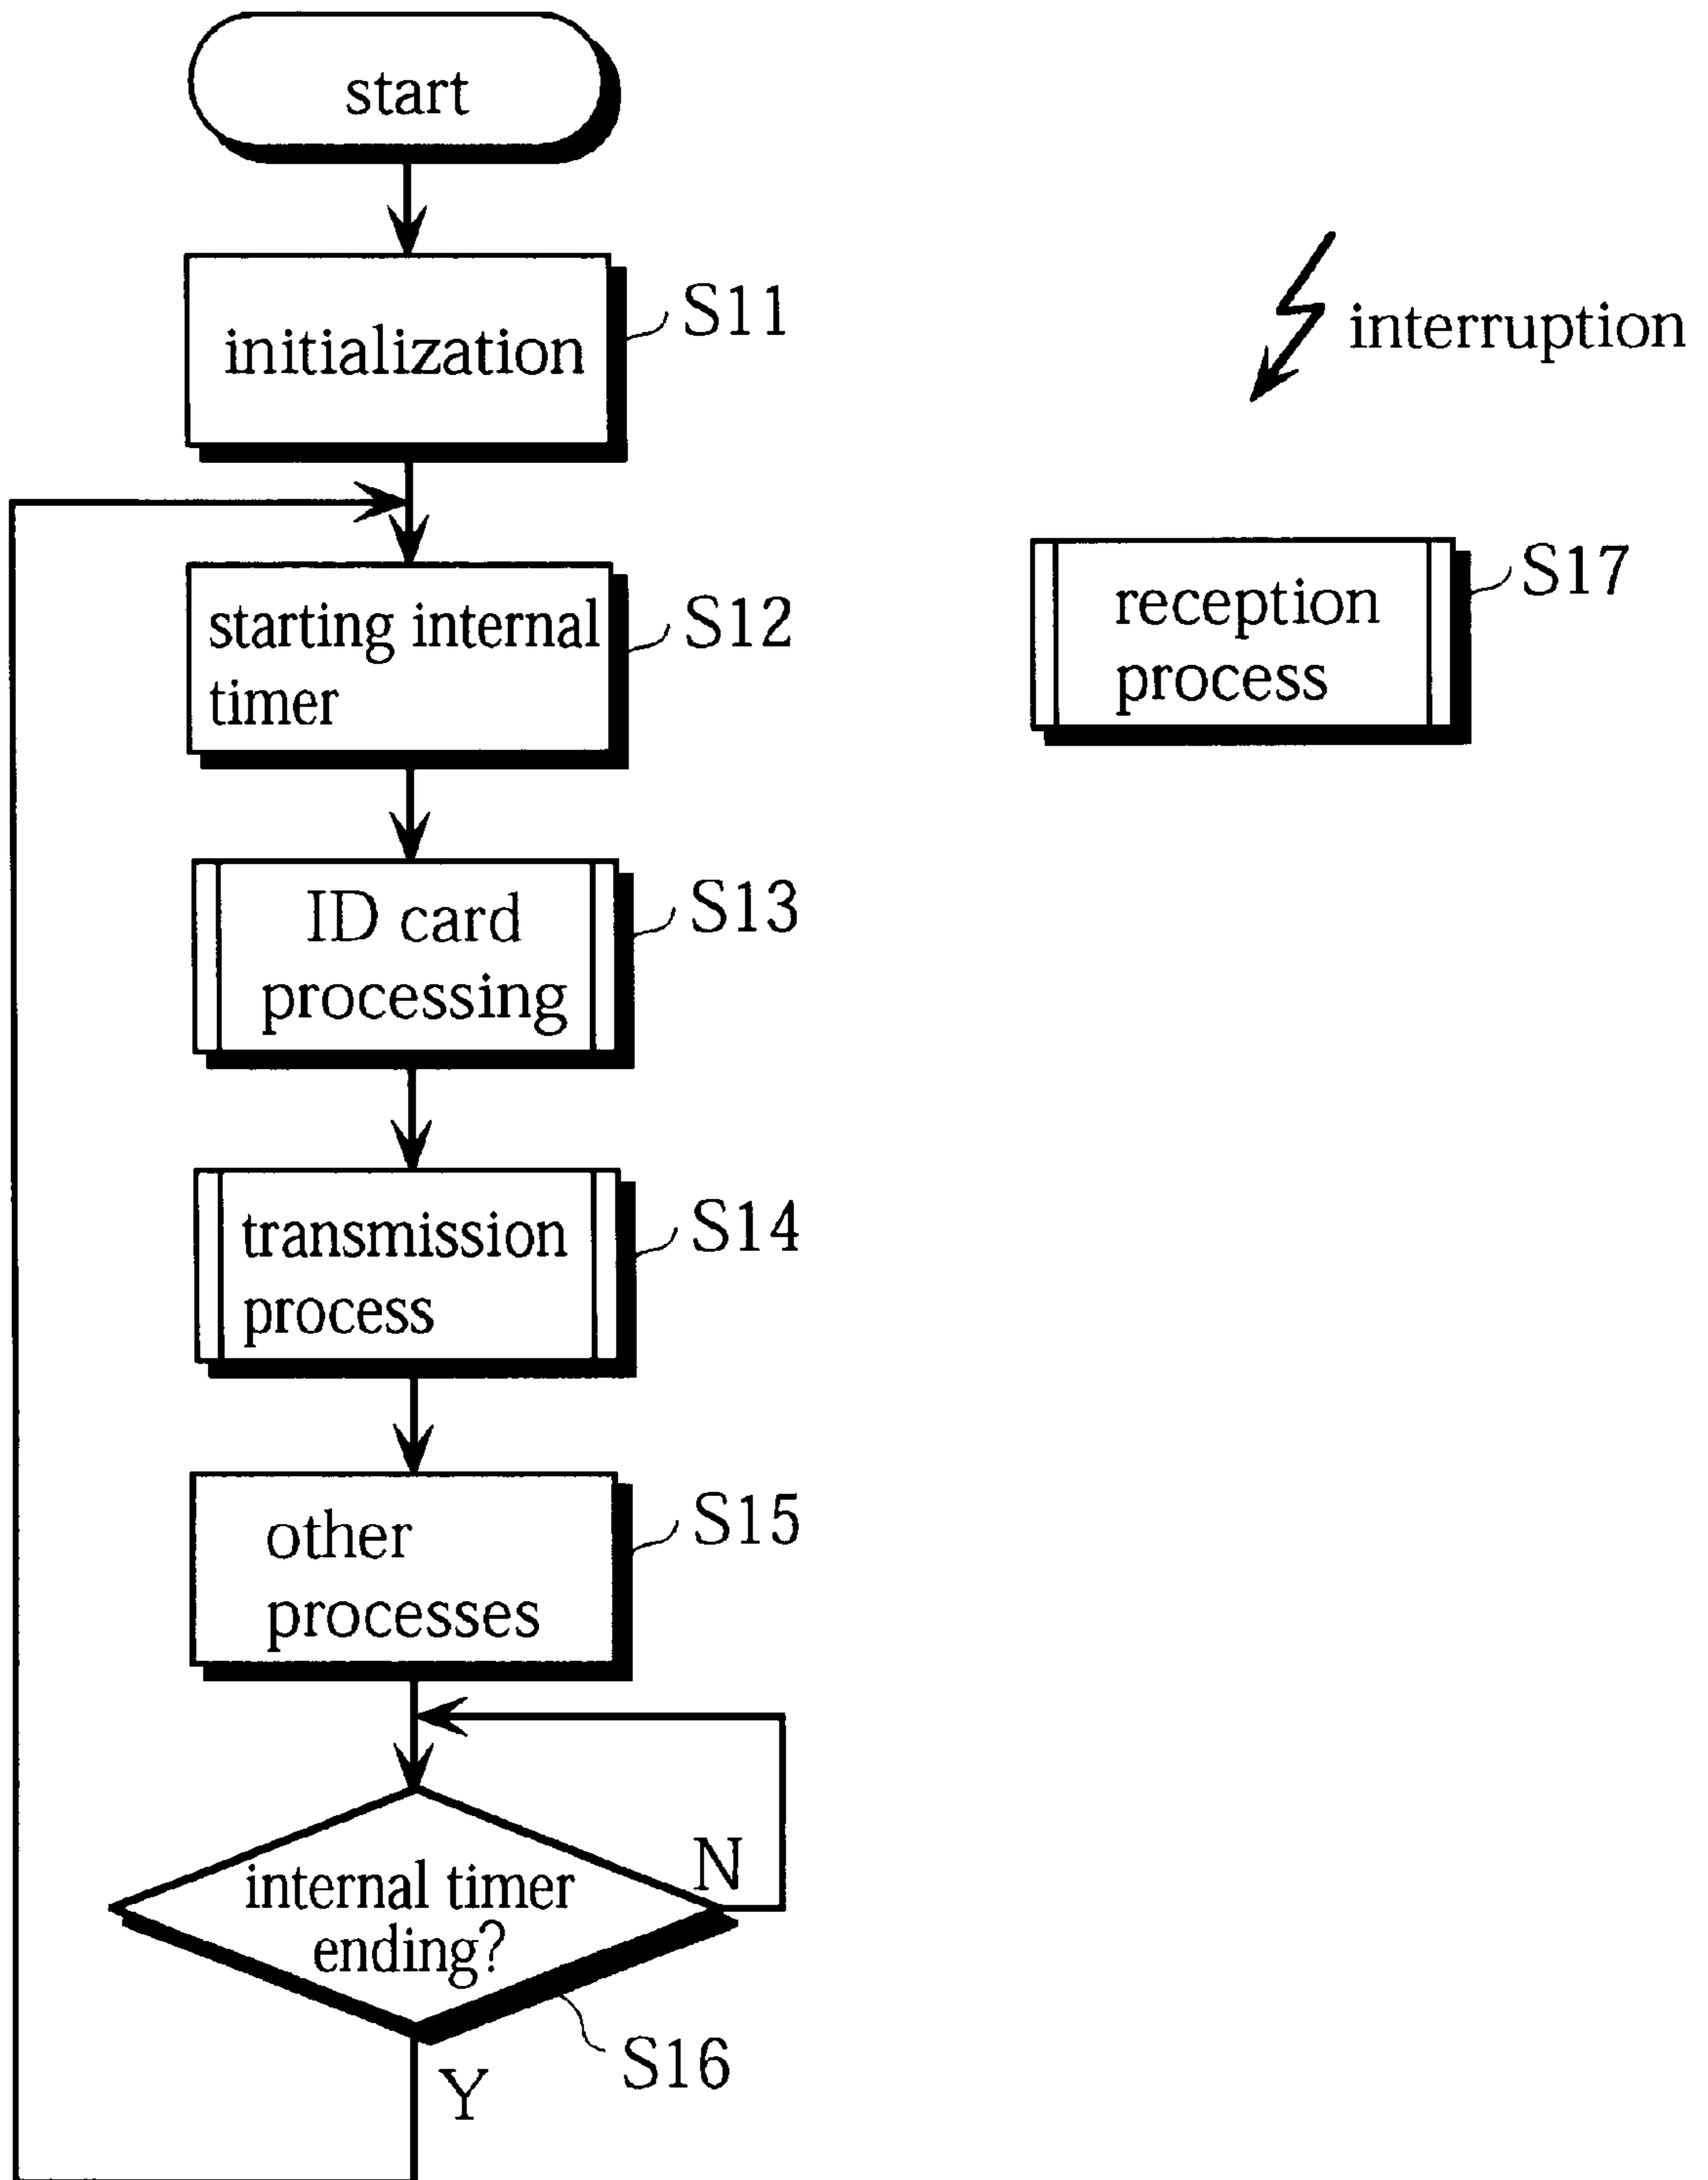 start
initialization
S11
starting internal
timer
S12
ID card
processing
S13
transmission
process
S14
other
processes
S15
N
internal timer
ending?
S16
Y
interruption
reception
process
S17